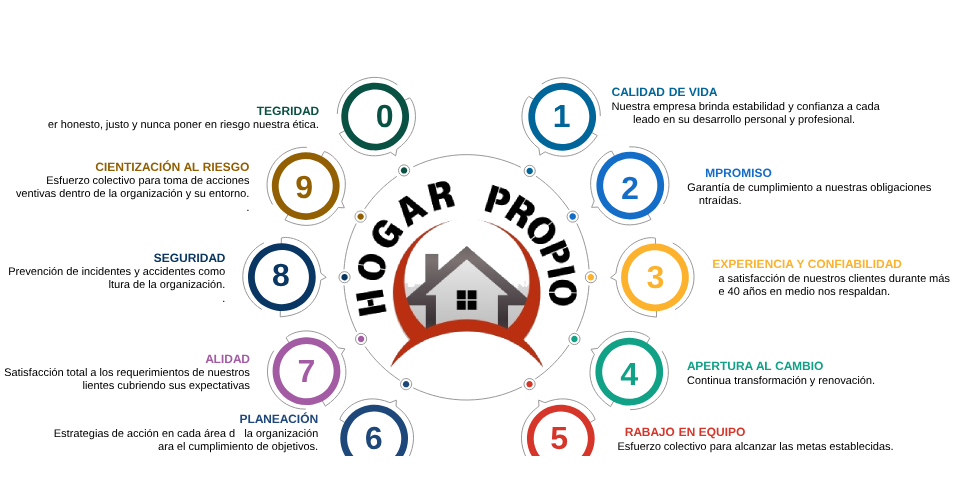 CALIDAD DE VIDA
1
Nuestra empresa brinda estabilidad y confianza a cada
leado en su desarrollo personal y profesional.
2
MPROMISO
Garantía de cumplimiento a nuestras obligaciones
ntraídas.
3
EXPERIENCIA Y CONFIABILIDAD
a satisfacción de nuestros clientes durante más
e 40 años en medio nos respaldan.
4
APERTURA AL CAMBIO
Continua transformación y renovación.
5
RABAJO EN EQUIPO
Esfuerzo colectivo para alcanzar las metas establecidas.
6
PLANEACIÓN
Estrategias de acción en cada área d la organización
ara el cumplimiento de objetivos.
7
ALIDAD
Satisfacción total a los requerimientos de nuestros
lientes cubriendo sus expectativas
8
SEGURIDAD
Prevención de incidentes y accidentes como
ltura de la organización.
.
9
CIENTIZACIÓN AL RIESGO
Esfuerzo colectivo para toma de acciones
ventivas dentro de la organización y su entorno.
.
0
TEGRIDAD
er honesto, justo y nunca poner en riesgo nuestra ética.
HOGAR PROPIO